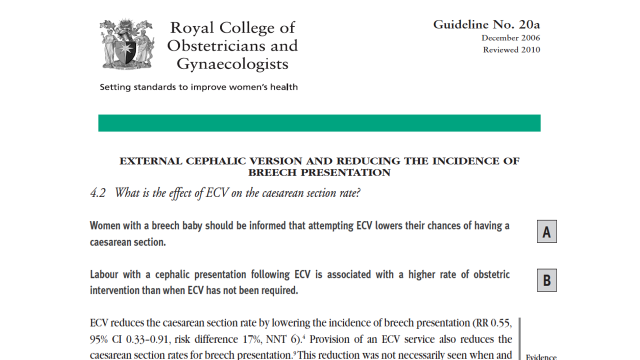 Royal College of
Obstetricians and
Gynaecologists
Setting standards to improve women's health
Guideline No. 20a
December 2006
Reviewed 2010
EXTERNAL CEPHALIC VERSION AND REDUCING THE INCIDENCE OF
BREECH PRESENTATION
4.2 What is the effect of ECV on the caesarean section rate?
Women with a breech baby should be informed that attempting ECV lowers their chances of having a
caesarean section.
A
Labour with a cephalic presentation following ECV is associated with a higher rate of obstetric
intervention than when ECV has not been required.
B
ECV reduces the caesarean section rate by lowering the incidence of breech presentation (RR 0.55,
95% CI 0.33–0.91, risk difference 17%, NNT 6).⁴ Provision of an ECV service also reduces the
caesarean section rates for breech presentation.⁹ This reduction was not necessarily seen when and
Evidence